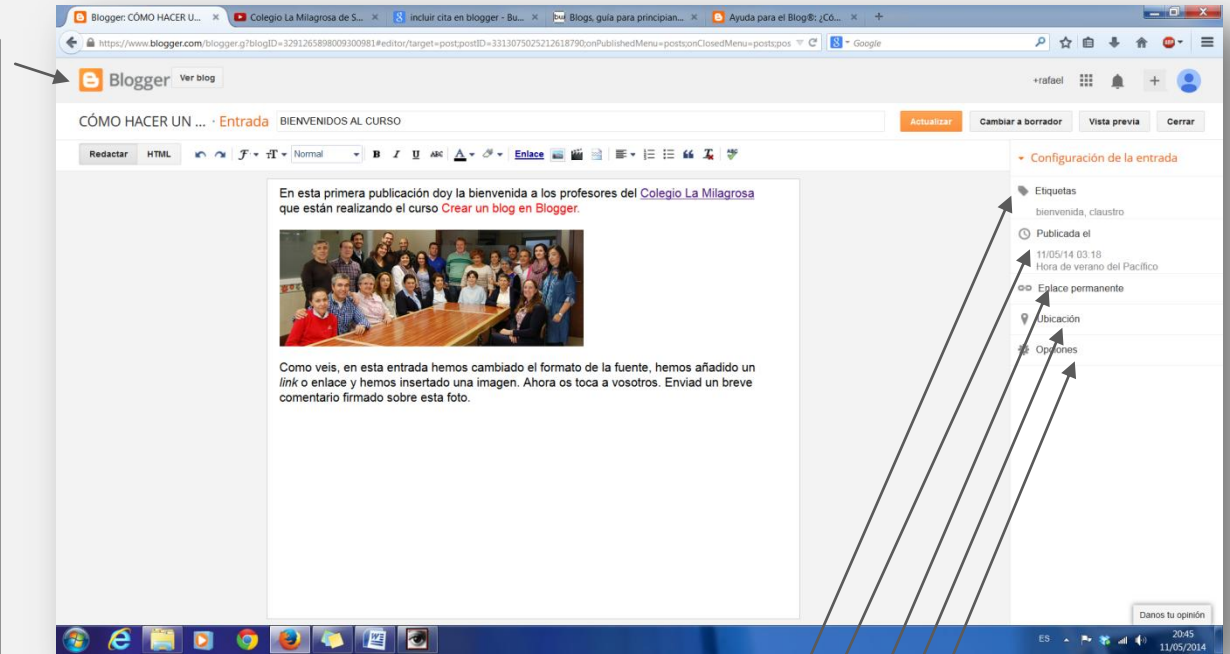 Blogger: CÓMO HACER U... × Colegio La Milagrosa de S... × incluir cita en blogger - Bu... × Blogs, guía para principian... × Ayuda para el Blog®: ¿Có... × +
https://www.blogger.com/blogger.g?blogID=3291265898009300981#editor/target=post;postID=3313075025212618790;onPublishedMenu=posts;onClosedMenu=posts;pos Google
Blogger Ver blog +rafael
CÓMO HACER UN ... · Entrada BIENVENIDOS AL CURSO Actualizar Cambiar a borrador Vista previa Cerrar
Redactar HTML Normal B I U ABC A Enlace
Configuración de la entrada
En esta primera publicación doy la bienvenida a los profesores del Colegio La Milagrosa
que están realizando el curso Crear un blog en Blogger.
Como veis, en esta entrada hemos cambiado el formato de la fuente, hemos añadido un
link o enlace y hemos insertado una imagen. Ahora os toca a vosotros. Enviad un breve
comentario firmado sobre esta foto.
Etiquetas
bienvenida, claustro
Publicada el
11/05/14 03:18
Hora de verano del Pacífico
Enlace permanente
Ubicación
Opciones
Danos tu opinión
ES 20:45
11/05/2014